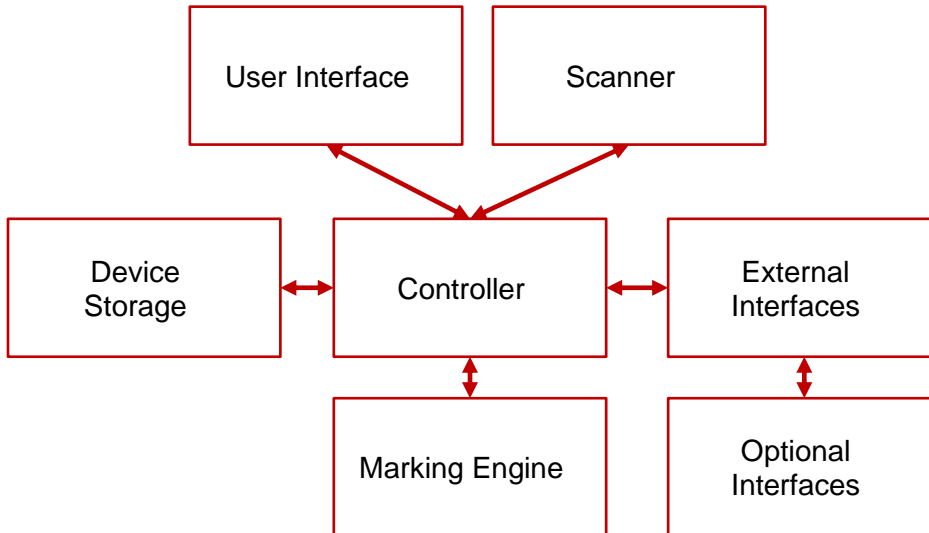 User Interface
Scanner
Device
Storage
Controller
External
Interfaces
Marking Engine
Optional
Interfaces